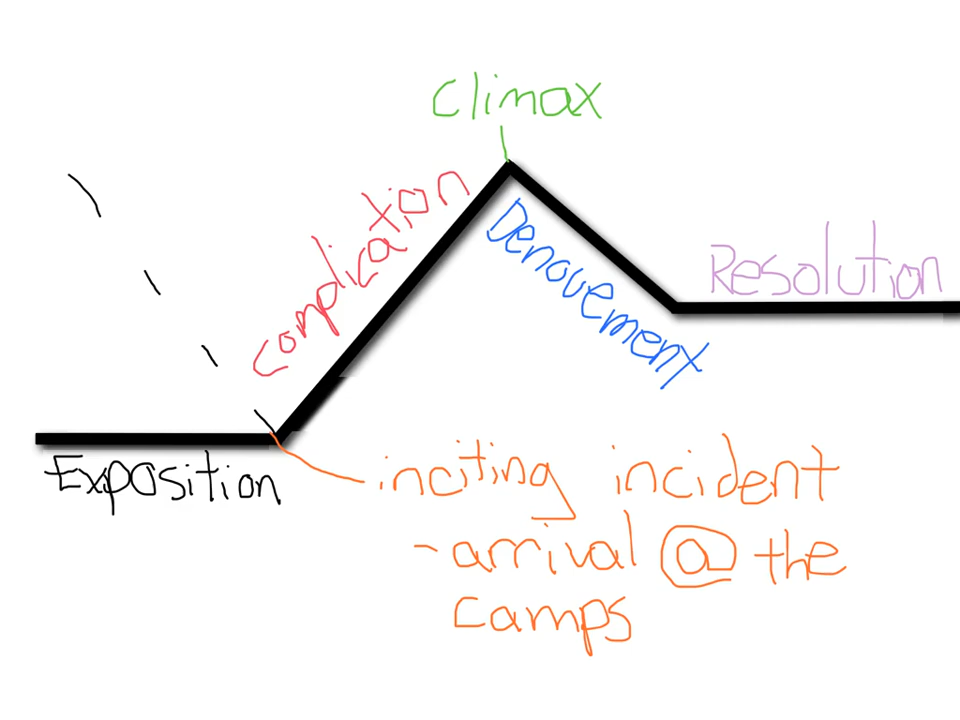 Climax
complication
Denouement
Resolution
Exposition
inciting incident
- arrival @ the
camps